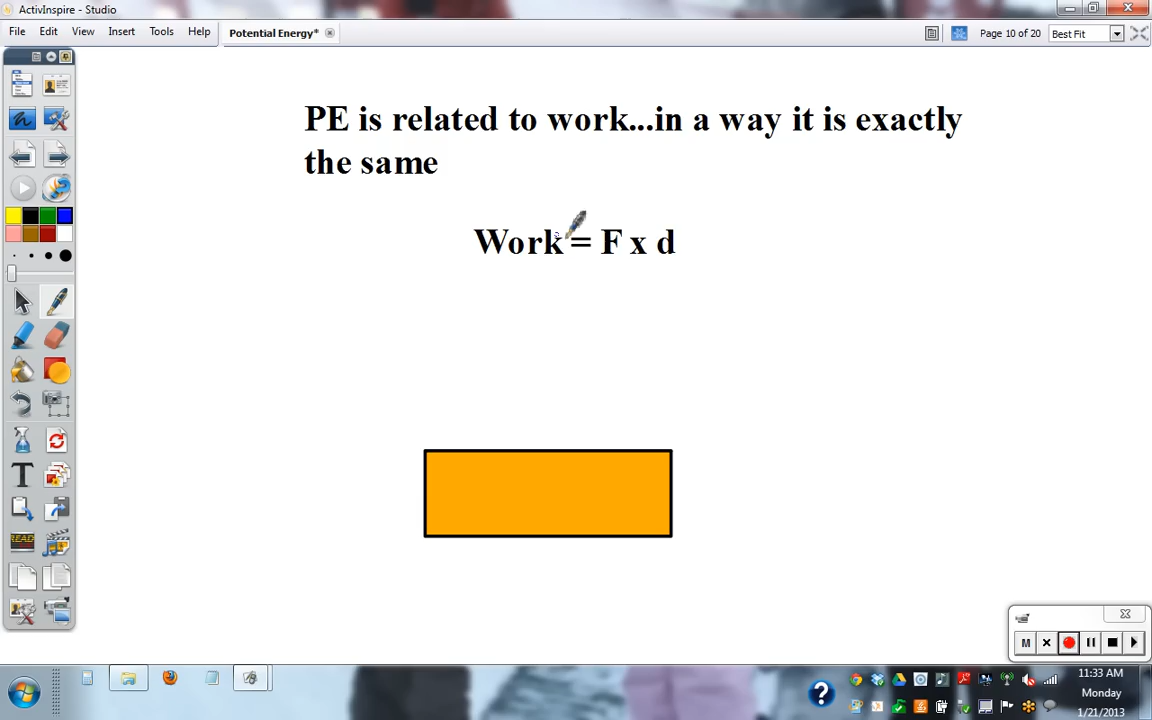 ActivInspire - Studio
File Edit View Insert Tools Help
Potential Energy*
Page 10 of 20
Best Fit
PE is related to work...in a way it is exactly
the same
Work = F x d
T
M
11:33 AM
Monday
1/21/2013